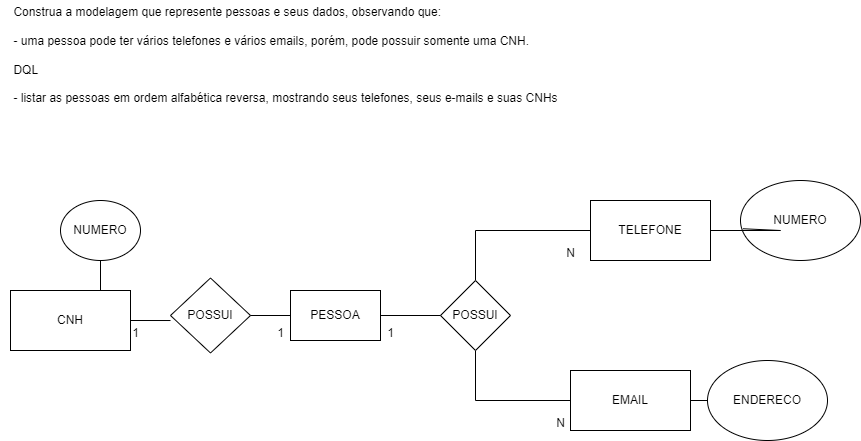 Construa a modelagem que represente pessoas e seus dados, observando que:
- uma pessoa pode ter vários telefones e vários emails, porém, pode possuir somente uma CNH.
DQL
- listar as pessoas em ordem alfabética reversa, mostrando seus telefones, seus e-mails e suas CNHs
NUMERO
CNH
1
POSSUI
1
PESSOA
1
POSSUI
N
TELEFONE
NUMERO
N
EMAIL
ENDERECO